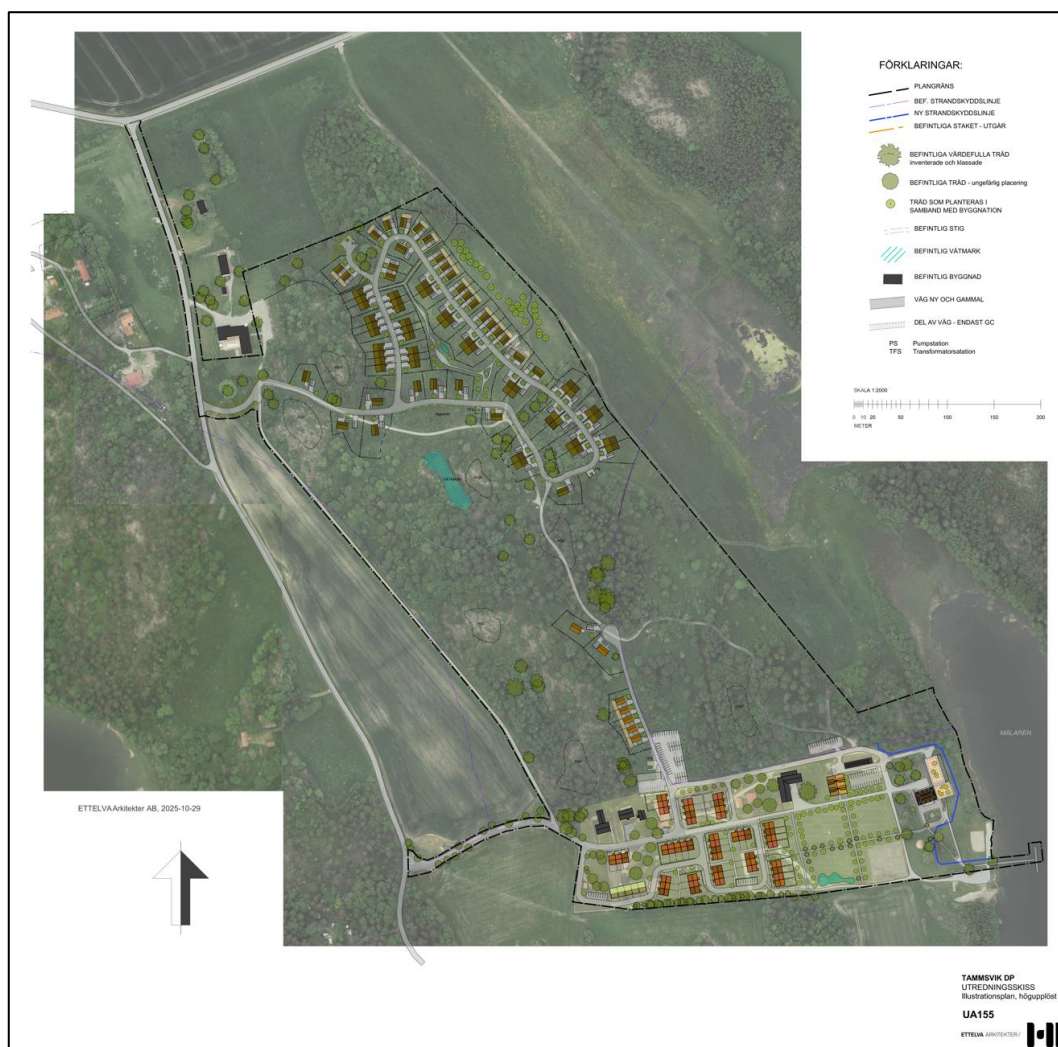 FÖRKLARINGAR:
PLANGRÄNS
BEF. STRANDSKYDDSLINJE
NY STRANDSKYDDSLINJE
BEFINTLIGA STAKET - UTGÅR
BEFINTLIGA VÄRDEFULLA TRÄD
inventerade och klassade
BEFINTLIGA TRÄD - ungefärlig placering
TRÄD SOM PLANTERAS I
SAMBAND MED BYGGNATION
BEFINTLIG STIG
BEFINTLIG VÅTMARK
BEFINTLIG BYGGNAD
VÄG NY OCH GAMMAL
DEL AV VÄG - ENDAST GC
PS Pumpstation
TFS Transformatorsatation
SKALA 1:2000
0 10 20 50 100 150 200
METER
MÄLAREN
ETTELVA Arkitekter AB, 2025-10-29
TAMMSVIK DP
UTREDNINGSSKISS
Illustrationsplan, högupplöst
UA155
ETTELVA ARKITEKTER /